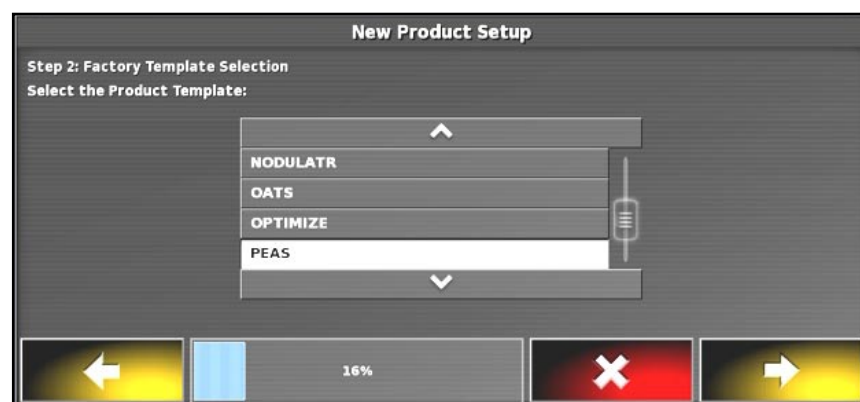 New Product Setup
Step 2: Factory Template Selection
Select the Product Template:
NODULATR
OATS
OPTIMIZE
PEAS
16%